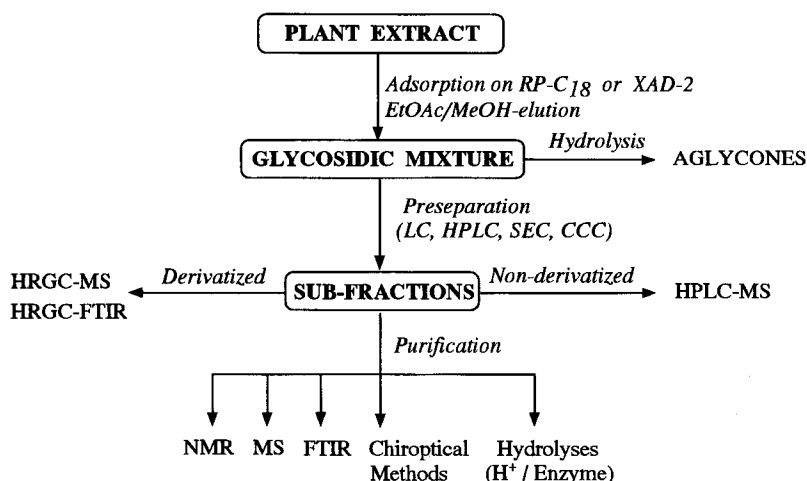 PLANT EXTRACT
Adsorption on RP-C18 or XAD-2
EtOAc/MeOH-elution
GLYCOSIDIC MIXTURE
Hydrolysis
AGLYCONES
Preseparation
(LC, HPLC, SEC, CCC)
HRGC-MS
HRGC-FTIR
Derivatized
SUB-FRACTIONS
Non-derivatized
HPLC-MS
Purification
NMR
MS
FTIR
Chiroptical
Methods
Hydrolyses
(H+ / Enzyme)